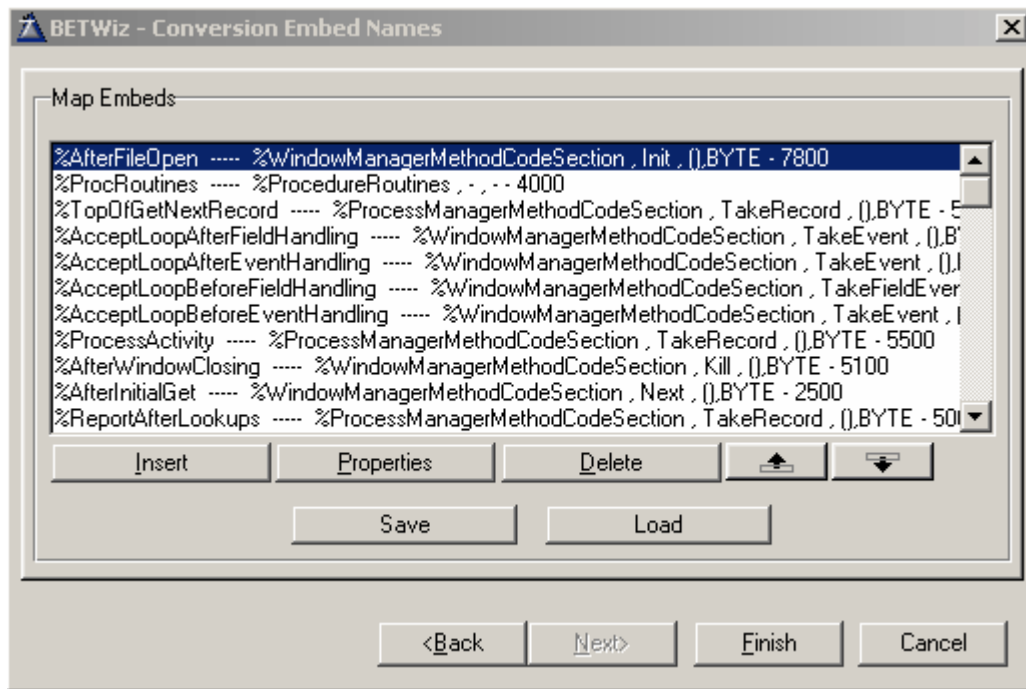 BETWiz - Conversion Embed Names
Map Embeds
%AfterFileOpen ----- %WindowManagerMethodCodeSection , Init , (),BYTE - 7800
%ProcRoutines ----- %ProcedureRoutines , - , - - 4000
%TopOfGetNextRecord ----- %ProcessManagerMethodCodeSection , TakeRecord , (),BYTE - 5
%AcceptLoopAfterFieldHandling ----- %WindowManagerMethodCodeSection , TakeEvent , (),B
%AcceptLoopAfterEventHandling ----- %WindowManagerMethodCodeSection , TakeEvent , (),
%AcceptLoopBeforeFieldHandling ----- %WindowManagerMethodCodeSection , TakeFieldEven
%AcceptLoopBeforeEventHandling ----- %WindowManagerMethodCodeSection , TakeEvent ,
%ProcessActivity ----- %ProcessManagerMethodCodeSection , TakeRecord , (),BYTE - 5500
%AfterWindowClosing ----- %WindowManagerMethodCodeSection , Kill , (),BYTE - 5100
%AfterInitialGet ----- %WindowManagerMethodCodeSection , Next , (),BYTE - 2500
%ReportAfterLookups ----- %ProcessManagerMethodCodeSection , TakeRecord , (),BYTE - 50
Insert Properties Delete
Save Load
<Back Next> Finish Cancel